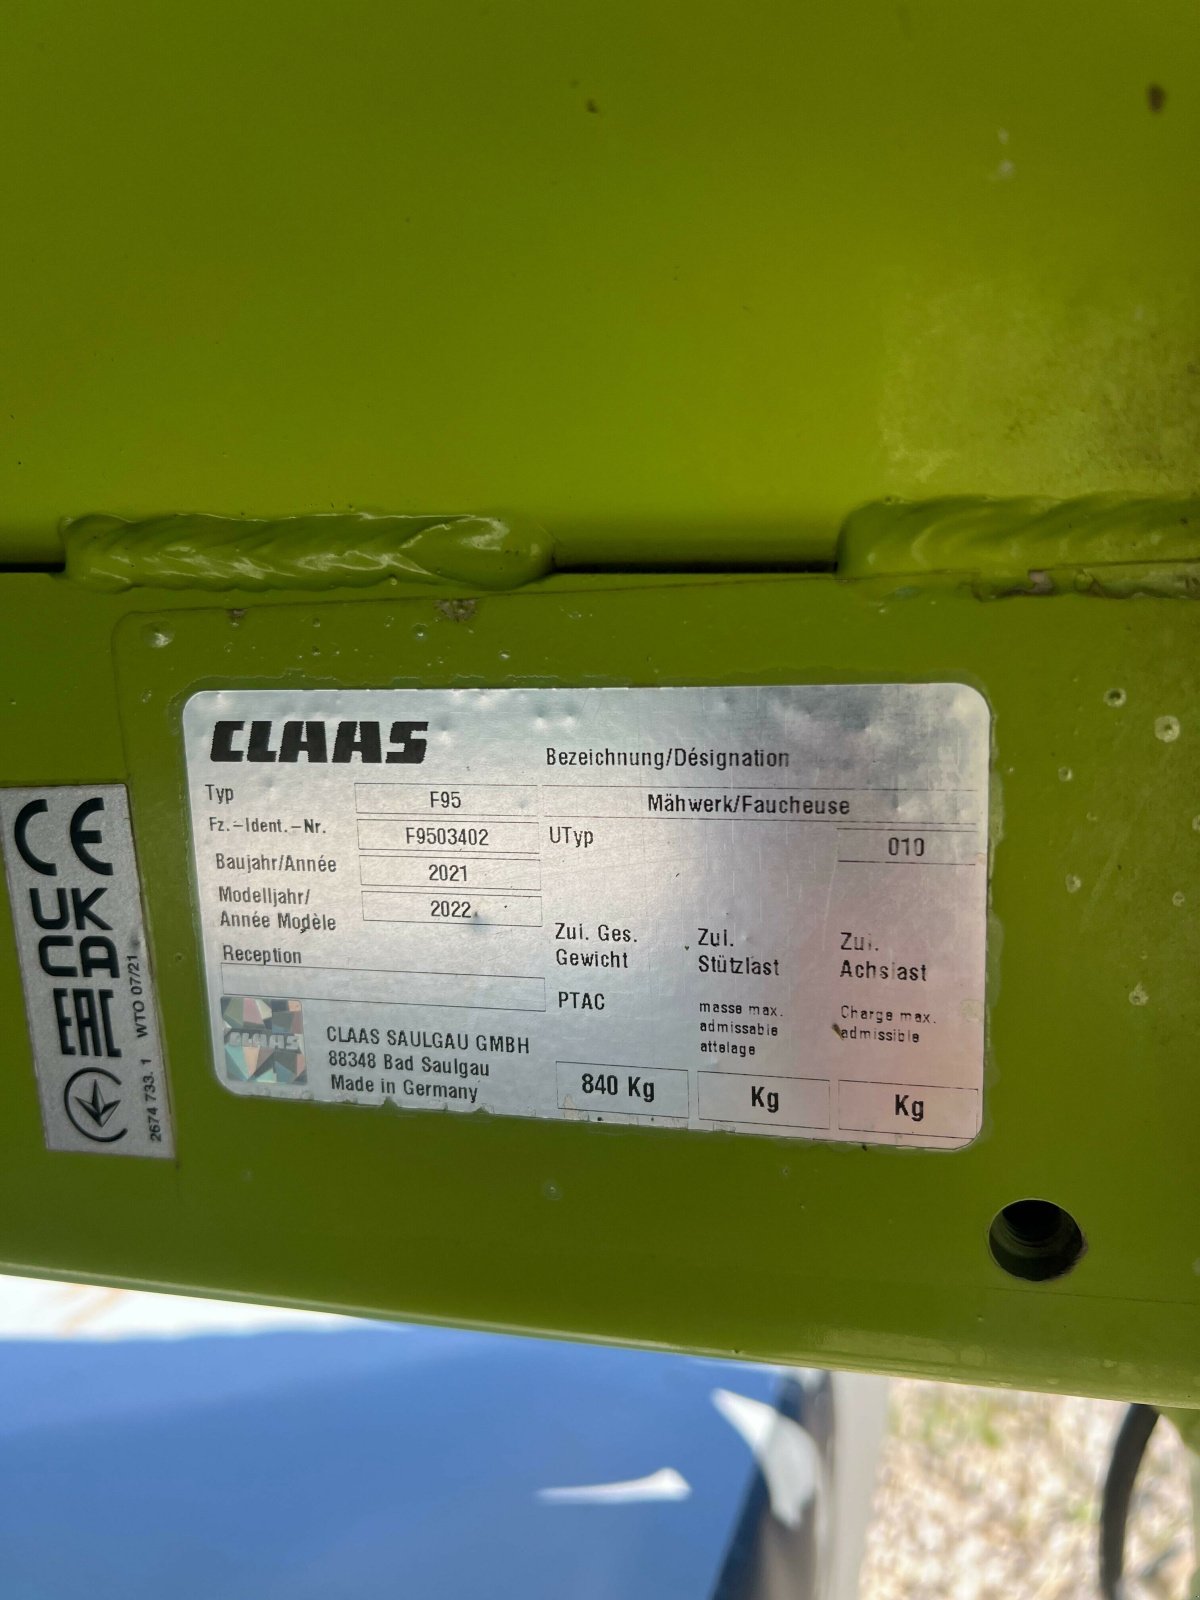 CLAAS
Bezeichnung/Désignation
Typ F95 Mähwerk/Faucheuse
Fz.-Ident.-Nr. F9503402 UTyp 010
Baujahr/Année 2021
Modelljahr/
Année Modèle 2022
Reception
Zul. Ges.
Gewicht
PTAC
840 Kg
Zul.
Stützlast
masse max.
admissable
attelage
Kg
Zul.
Achslast
Charge max.
admissible
Kg
CLAAS
CLAAS SAULGAU GMBH
88348 Bad Saulgau
Made in Germany
CE
UK
CA
EAC
2674 733. 1 WTO 07/21